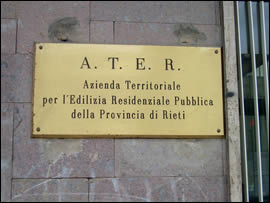 A. T. E. R.
Azienda Territoriale
per l'Edilizia Residenziale Pubblica
della Provincia di Rieti